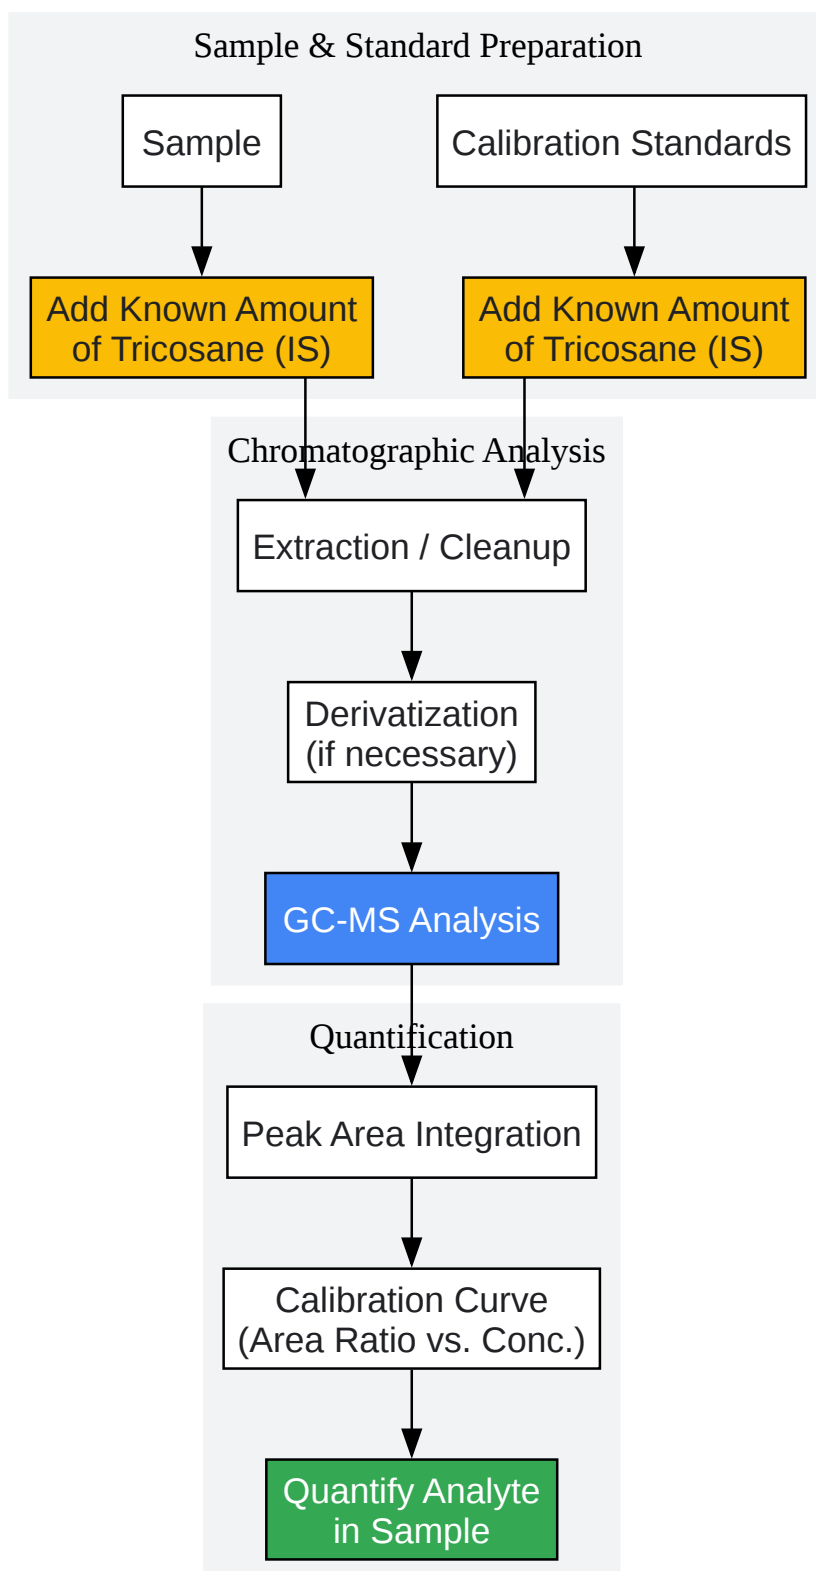 Sample & Standard Preparation
Sample
Calibration Standards
Add Known Amount
of Tricosane (IS)
Add Known Amount
of Tricosane (IS)
Chromatographic Analysis
Extraction / Cleanup
Derivatization
(if necessary)
GC-MS Analysis
Quantification
Peak Area Integration
Calibration Curve
(Area Ratio vs. Conc.)
Quantify Analyte
in Sample